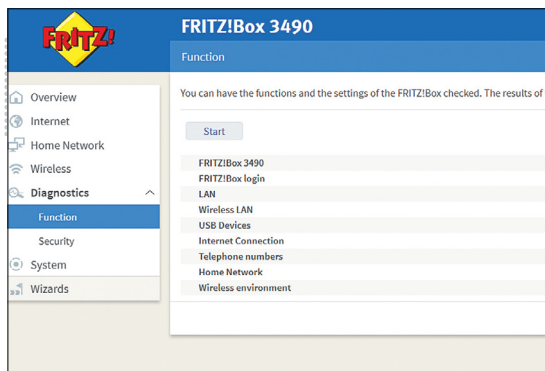 FRITZ!
FRITZ!Box 3490
Function
Overview
Internet
Home Network
Wireless
Diagnostics
Function
Security
System
Wizards
You can have the functions and the settings of the FRITZ!Box checked. The results of
Start
FRITZ!Box 3490
FRITZ!Box login
LAN
Wireless LAN
USB Devices
Internet Connection
Telephone numbers
Home Network
Wireless environment